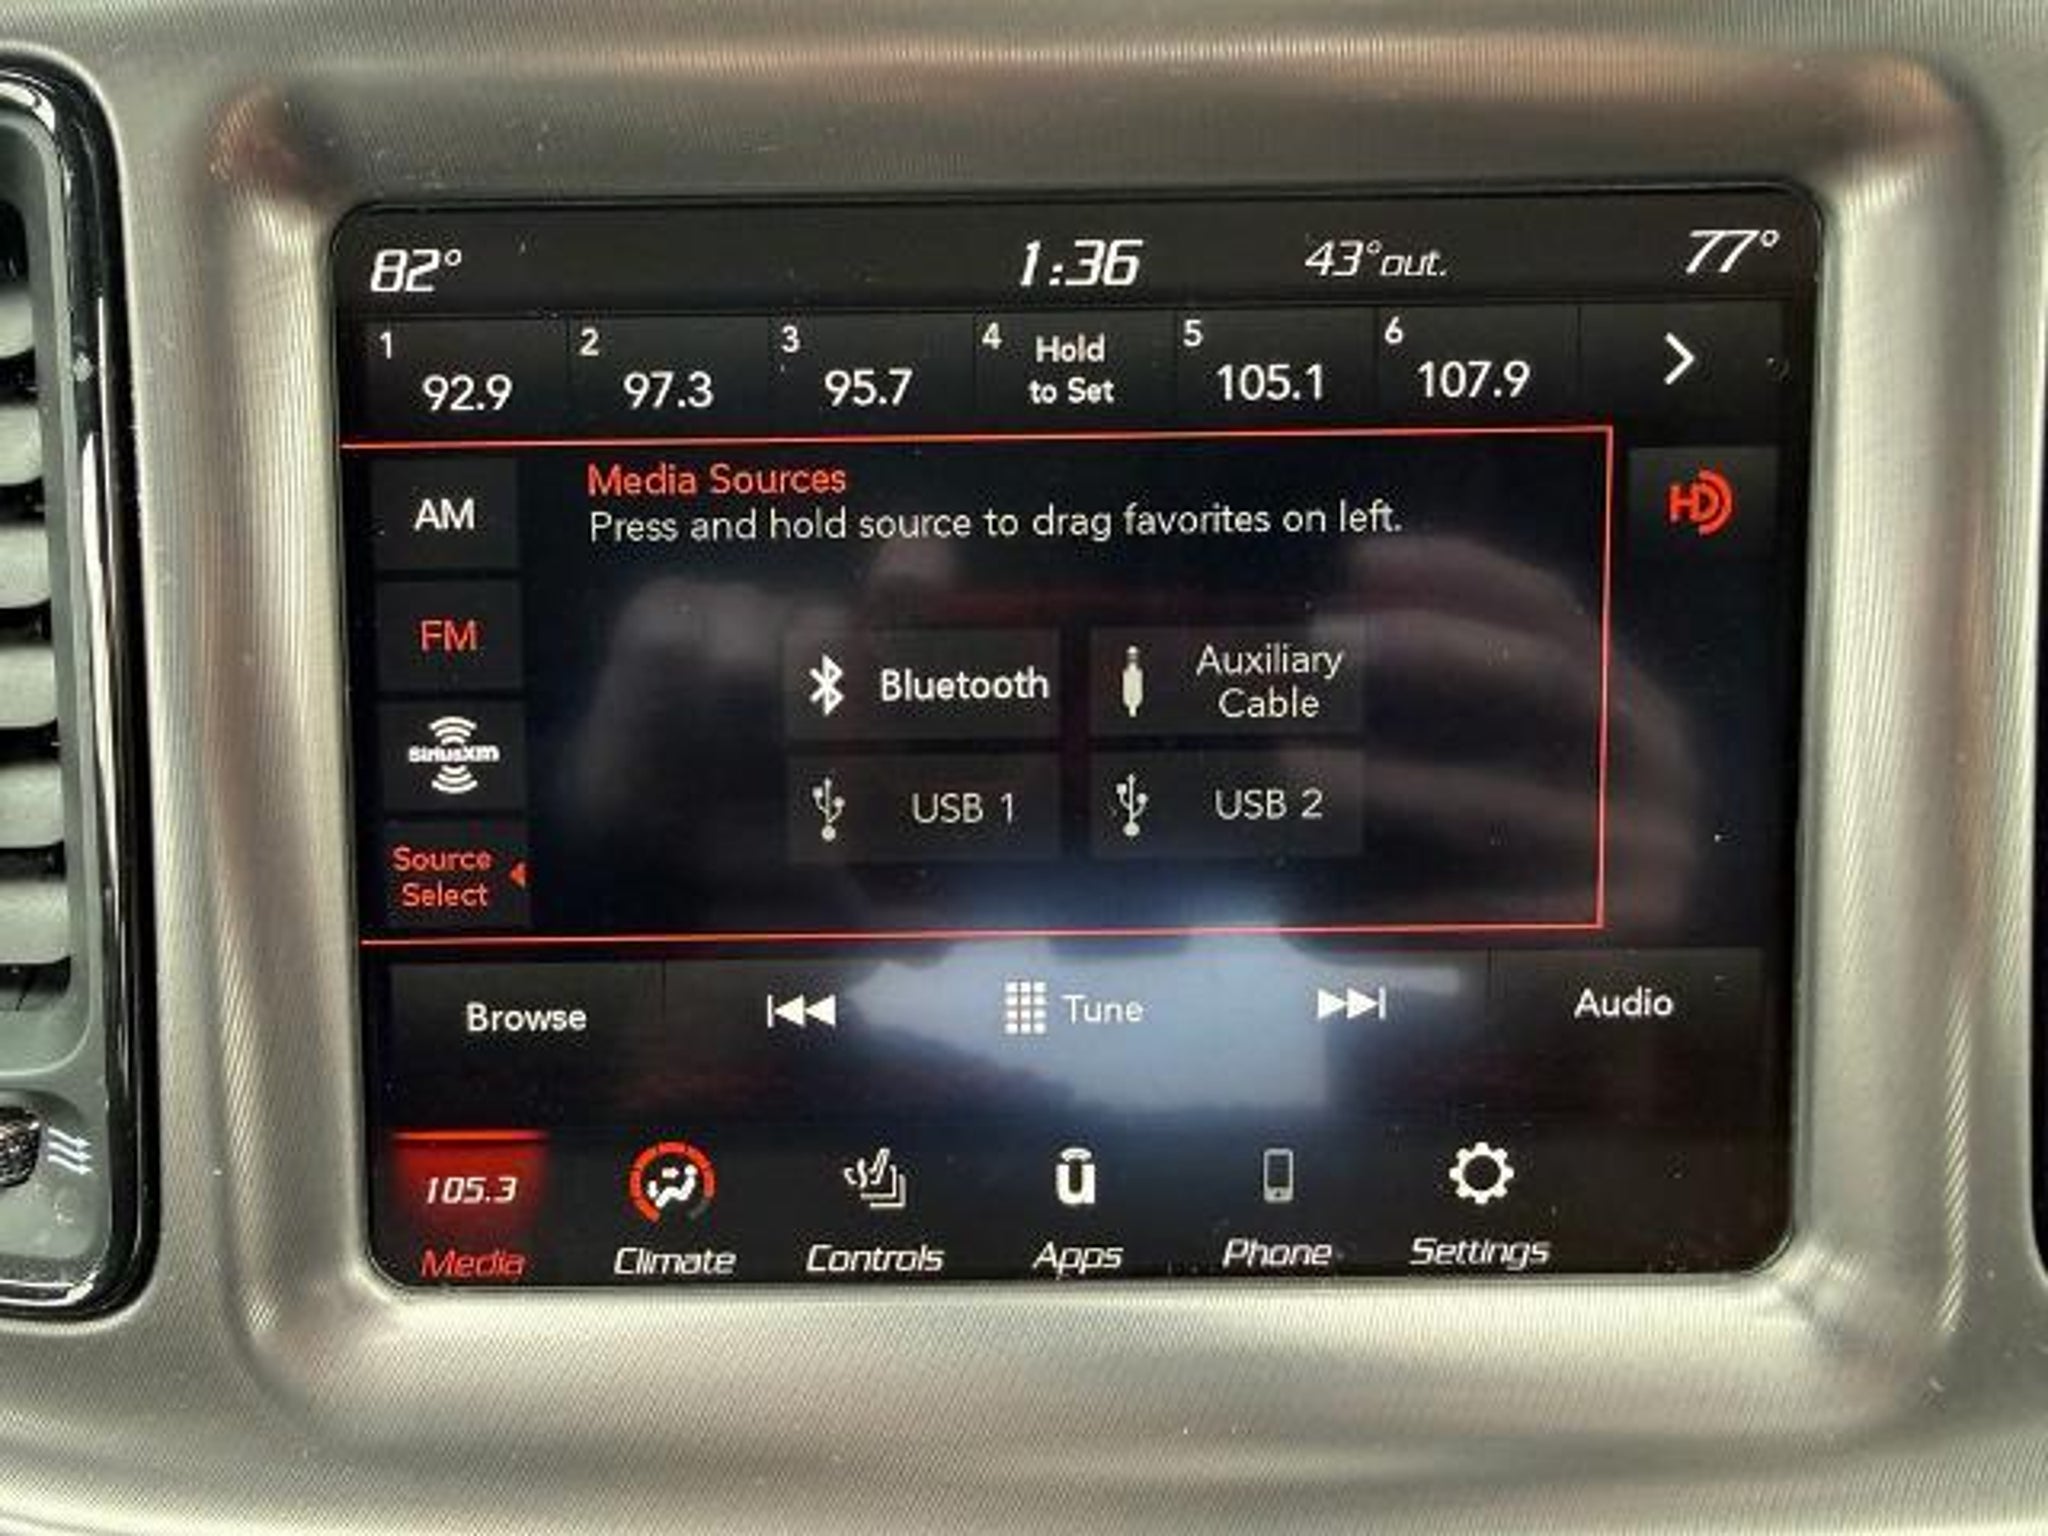 82° 1:36 43°out. 77°
1 92.9 2 97.3 3 95.7 4 Hold to Set 5 105.1 6 107.9
Media Sources
Press and hold source to drag favorites on left.
AM
HD
FM
Bluetooth
Auxiliary
Cable
SiriusXM
USB 1
USB 2
Source
Select
Browse Tune Audio
105.3
Media Climate Controls Apps Phone Settings